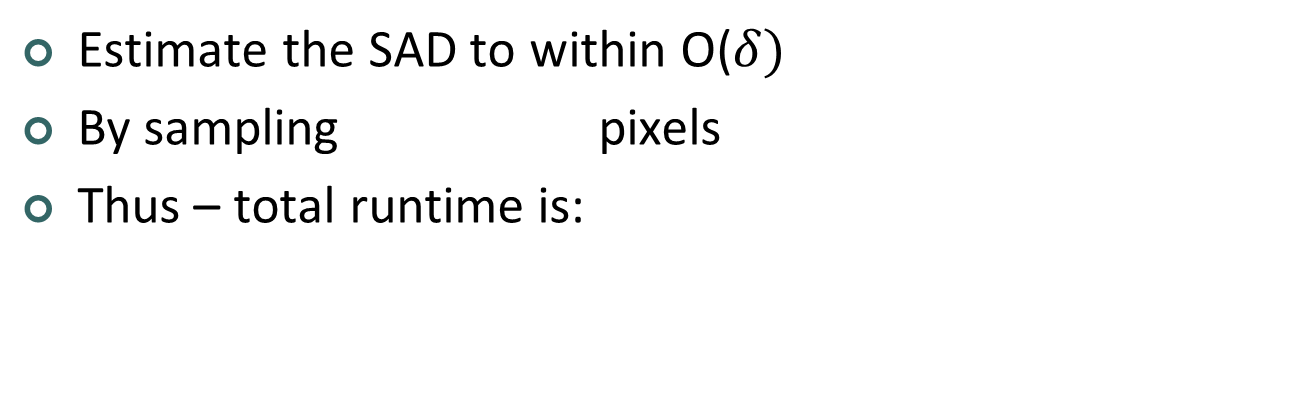 Estimate the SAD to within O(𝛿)
By sampling pixels
Thus – total runtime is: